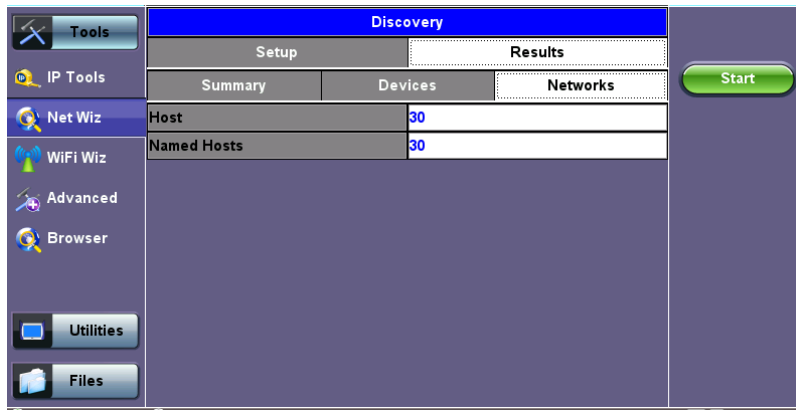 Tools
IP Tools
Net Wiz
WiFi Wiz
Advanced
Browser
Utilities
Files
Discovery
Setup Results
Summary Devices Networks
Host 30
Named Hosts 30
Start